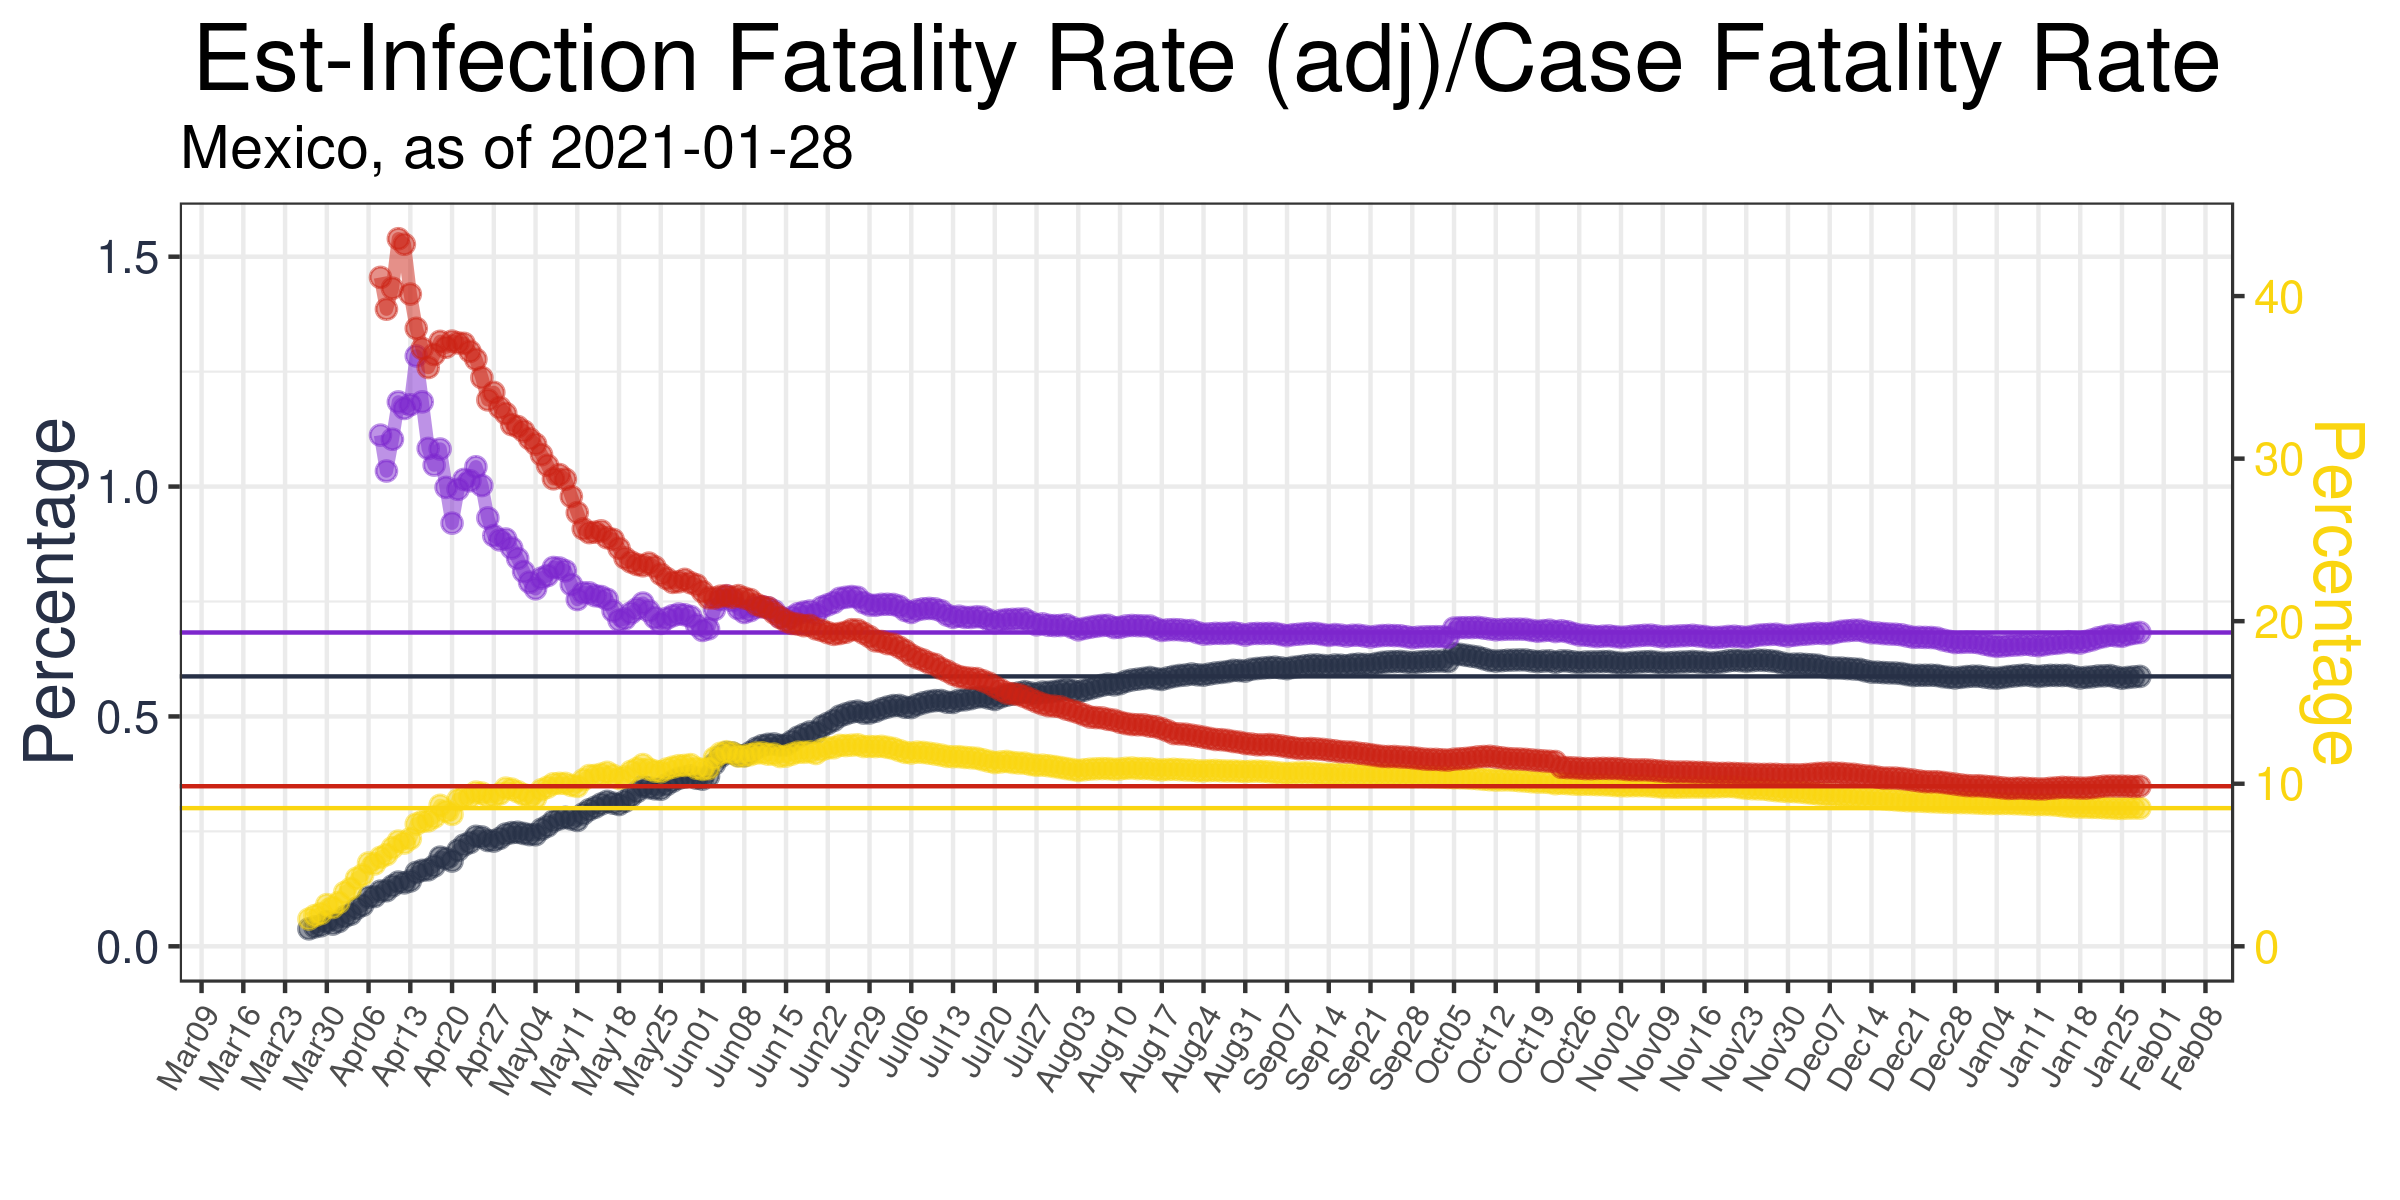 Est-Infection Fatality Rate (adj)/Case Fatality Rate
Mexico, as of 2021-01-28
Percentage
1.5
1.0
0.5
0.0
40
30
20
10
0
Percentage
Mar09
Mar16
Mar23
Mar30
Apr06
Apr13
Apr20
Apr27
May04
May11
May18
May25
Jun01
Jun08
Jun15
Jun22
Jun29
Jul06
Jul13
Jul20
Jul27
Aug03
Aug10
Aug17
Aug24
Aug31
Sep07
Sep14
Sep21
Sep28
Oct05
Oct12
Oct19
Oct26
Nov02
Nov09
Nov16
Nov23
Nov30
Dec07
Dec14
Dec21
Dec28
Jan04
Jan11
Jan18
Jan25
Feb01
Feb08